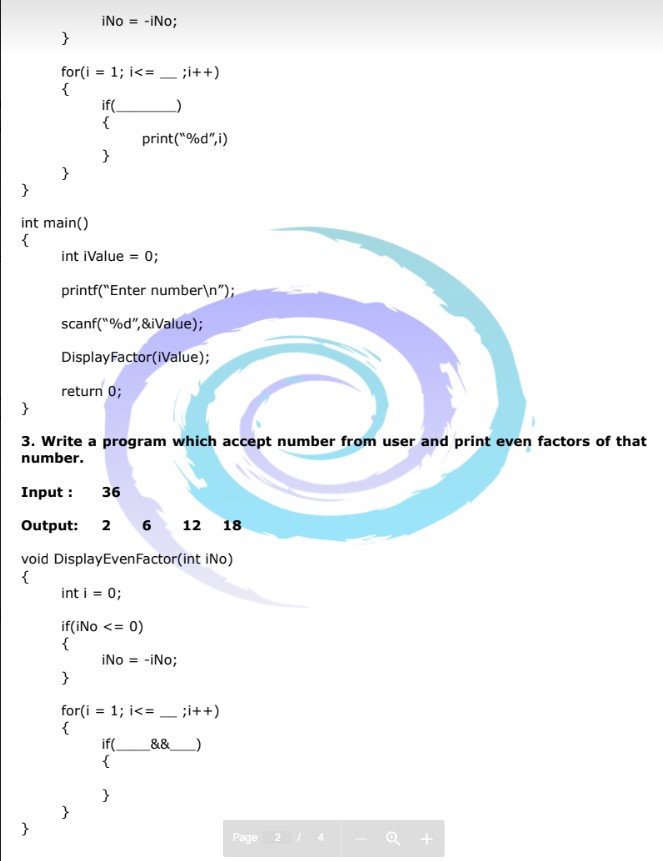 iNo = -iNo;
}
for(i = 1; i<= __ ;i++)
{
if(________)
{
print("%d",i)
}
}
}
int main()
{
int iValue = 0;
printf("Enter number\n");
scanf("%d",&iValue);
DisplayFactor(iValue);
return 0;
}
3. Write a program which accept number from user and print even factors of that
number.
Input : 36
Output: 2 6 12 18
void DisplayEvenFactor(int iNo)
{
int i = 0;
if(iNo <= 0)
{
iNo = -iNo;
}
for(i = 1; i<= __ ;i++)
{
if(____&&___)
{
}
}
}
Page 2 / 4